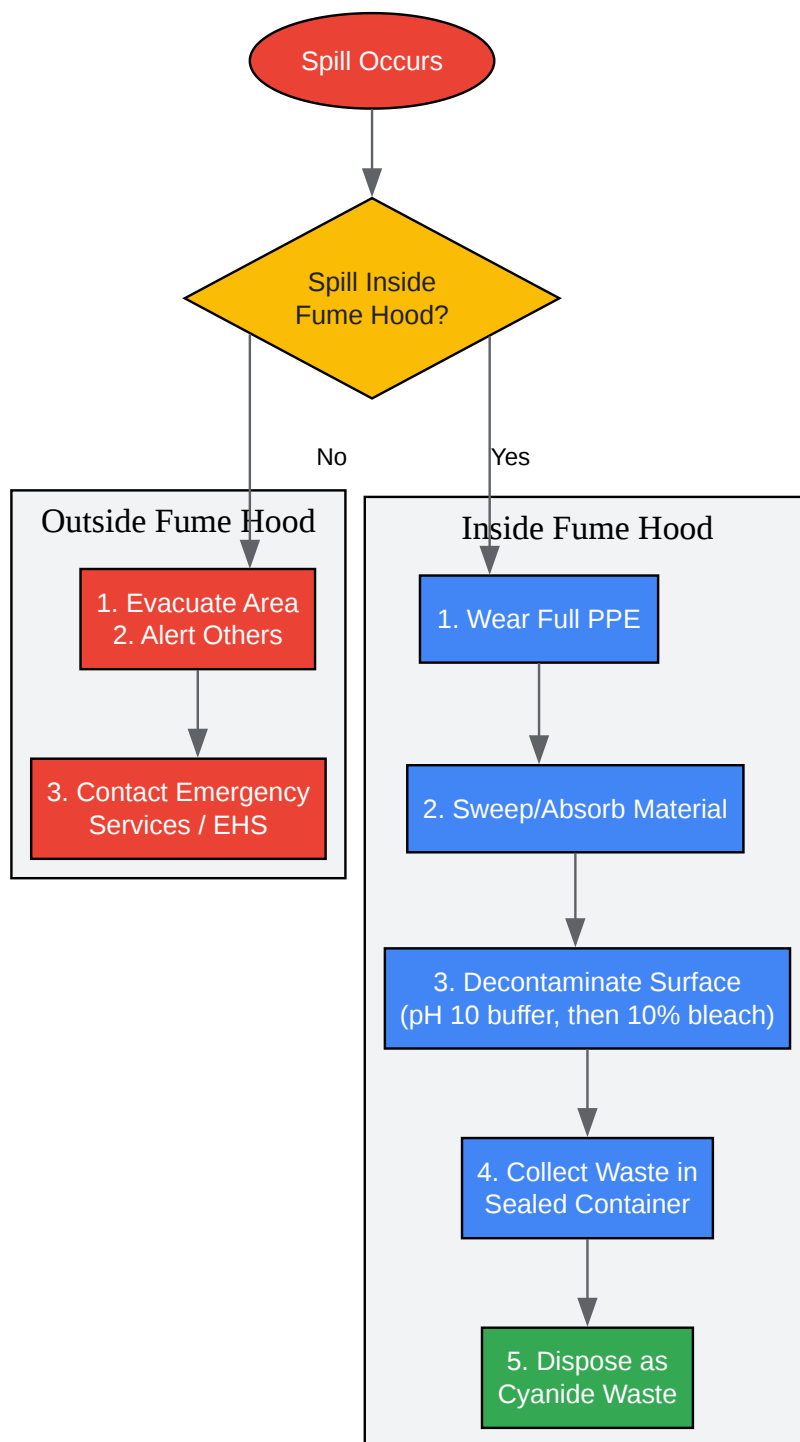 Spill Occurs
Spill Inside
Fume Hood?
No
Yes
Outside Fume Hood
1. Evacuate Area
2. Alert Others
3. Contact Emergency
Services / EHS
Inside Fume Hood
1. Wear Full PPE
2. Sweep/Absorb Material
3. Decontaminate Surface
(pH 10 buffer, then 10% bleach)
4. Collect Waste in
Sealed Container
5. Dispose as
Cyanide Waste